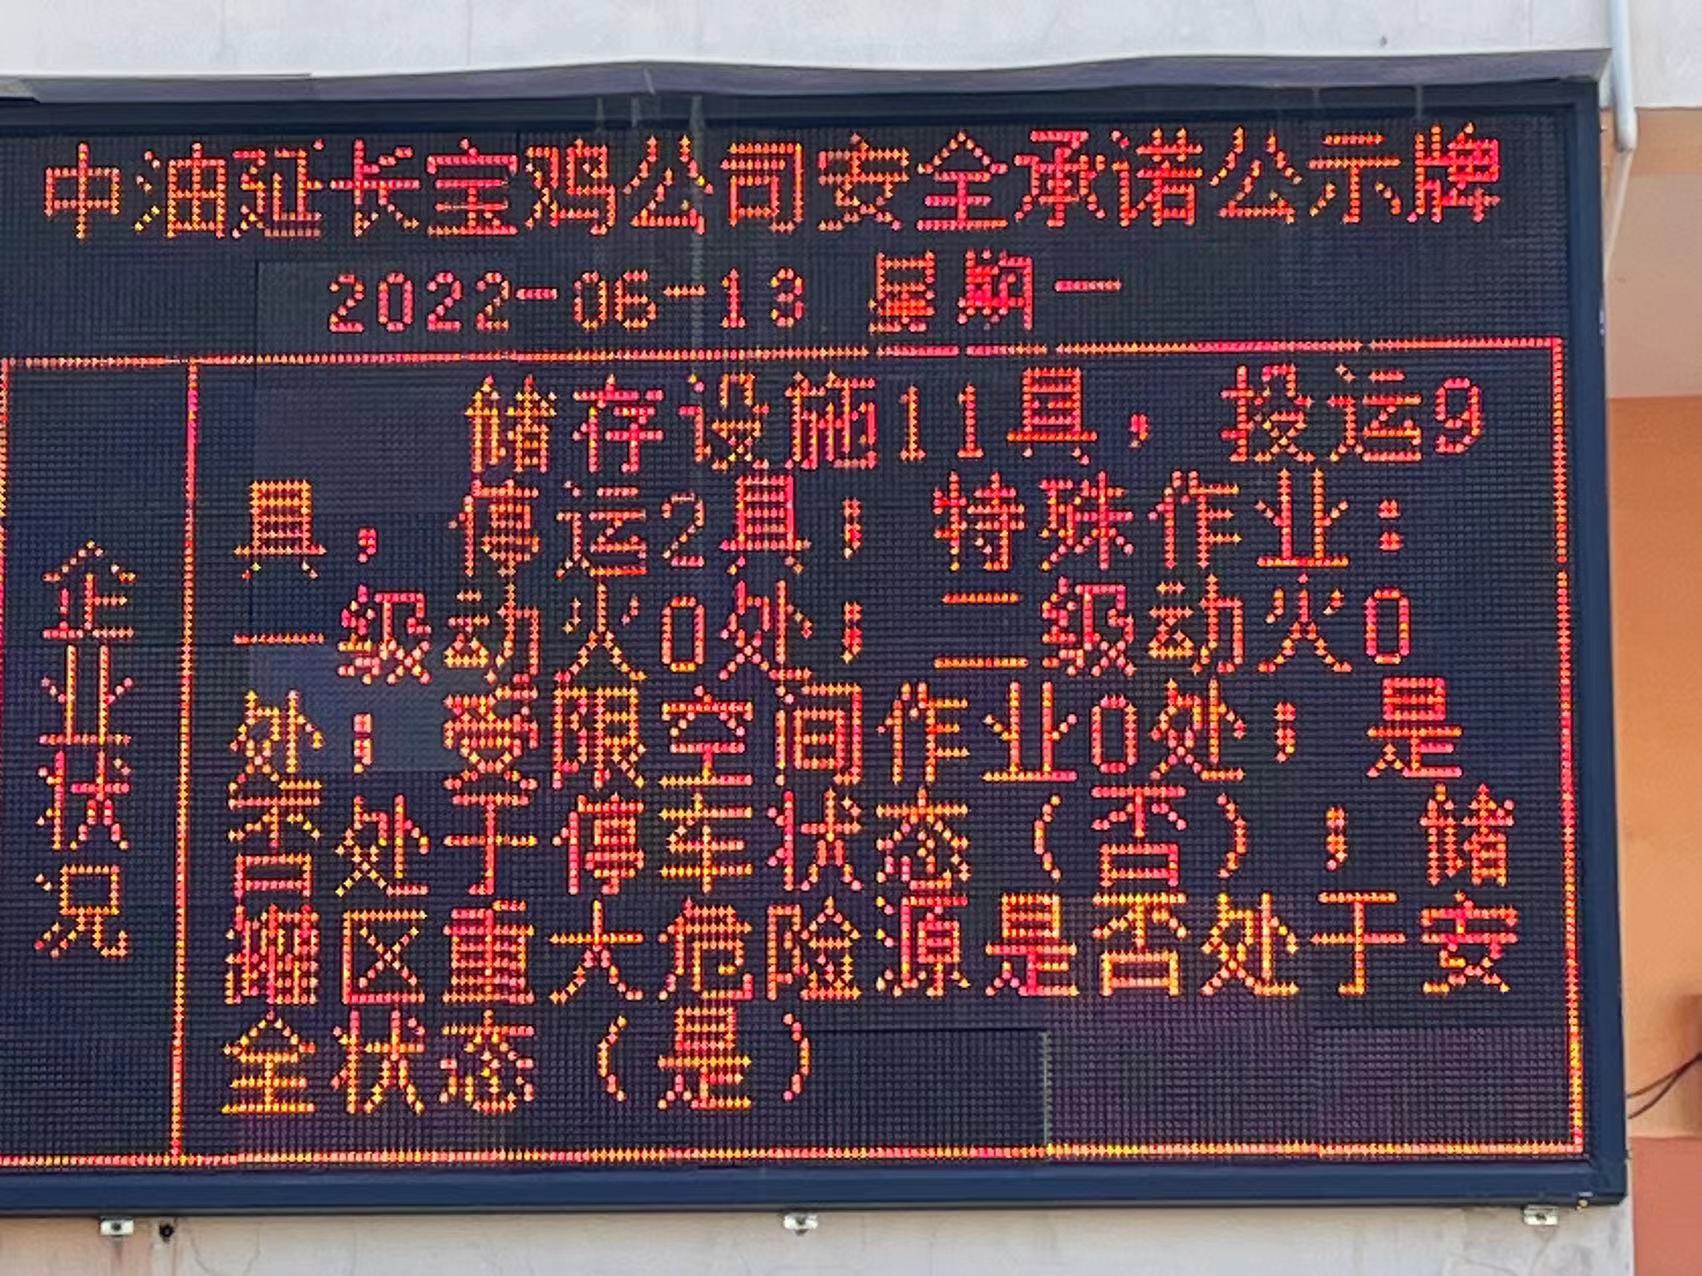 中油延长宝鸡公司安全承诺公示牌
2022-06-13 星期一
企业状况
储存设施11具，投运9
具；停运2具；特殊作业：
一级动火0处；二级动火0
处；受限空间作业0处；是
否处于停车状态（否）；储
罐区重大危险源是否处于安
全状态（是）